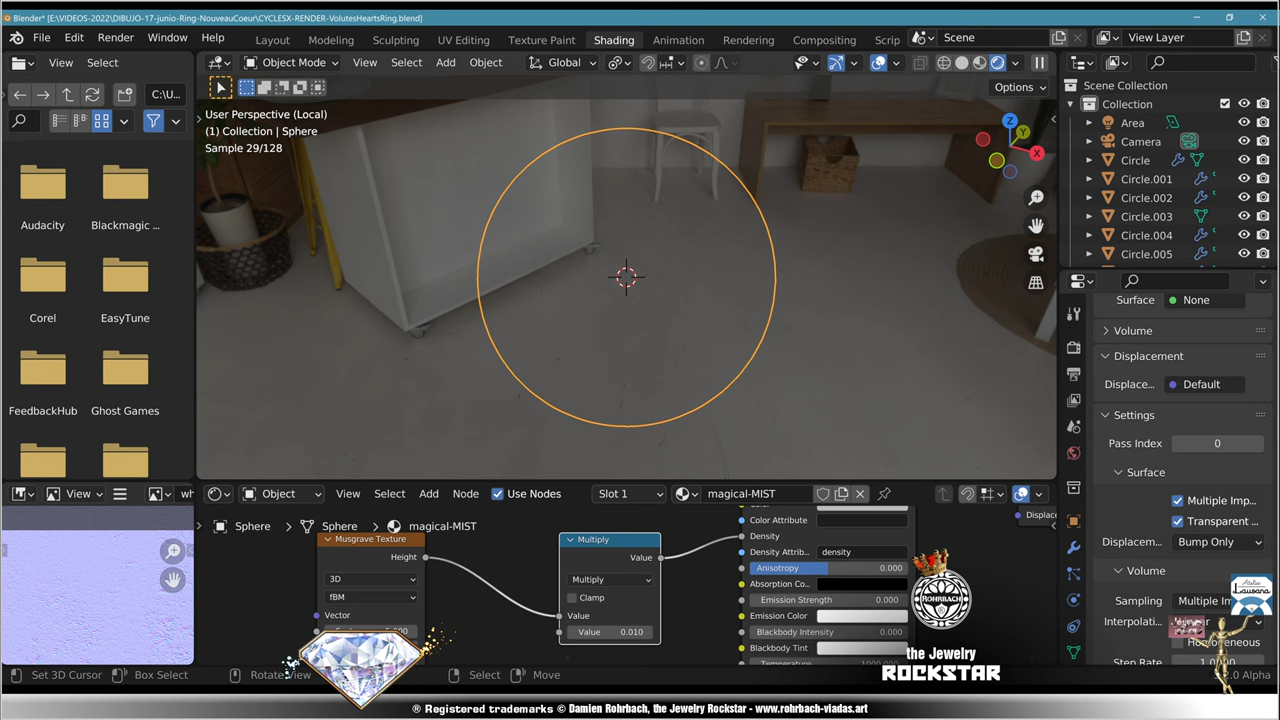 Blender* [E:\VIDEOS-2022\DIBUJO-17-junio-Ring-NouveauCoeur\CYCLESX-RENDER-VolutesHeartsRing.blend]
File Edit Render Window Help
Layout Modeling Sculpting UV Editing Texture Paint Shading Animation Rendering Compositing Scrip
Scene View Layer
View Select
Object Mode View Select Add Object Global
C:\U...
Options
User Perspective (Local)
(1) Collection | Sphere
Sample 29/128
Z
Y
X
Audacity Blackmagic ...
Corel EasyTune
FeedbackHub Ghost Games
Scene Collection
Collection
Area
Camera
Circle
Circle.001
Circle.002
Circle.003
Circle.004
Circle.005
Surface None
Volume
Displacement
Displace... Default
Settings
Pass Index 0
Surface
Multiple Imp...
Transparent ...
Displacem... Bump Only
Volume
Sampling Multiple Im
Interpolati...
Homogeneous
Step Rate 1.0000
View wh
Object View Select Add Node Use Nodes Slot 1 magical-MIST
Sphere Sphere magical-MIST
Musgrave Texture
Height
3D
fBM
Vector
Multiply
Value
Multiply
Clamp
Value
Value 0.010
Color Attribute
Density
Density Attrib... density
Anisotropy 0.000
Absorption Co...
Emission Strength 0.000
Emission Color
Blackbody Intensity 0.000
Blackbody Tint
Temperature
Displace
Atelier
Lausana
ROHRBACH
the Jewelry
ROCKSTAR
Set 3D Cursor Box Select Rotate View Select Move
2.0 Alpha
® Registered trademarks © Damien Rohrbach, the Jewelry Rockstar - www.rohrbach-viadas.art